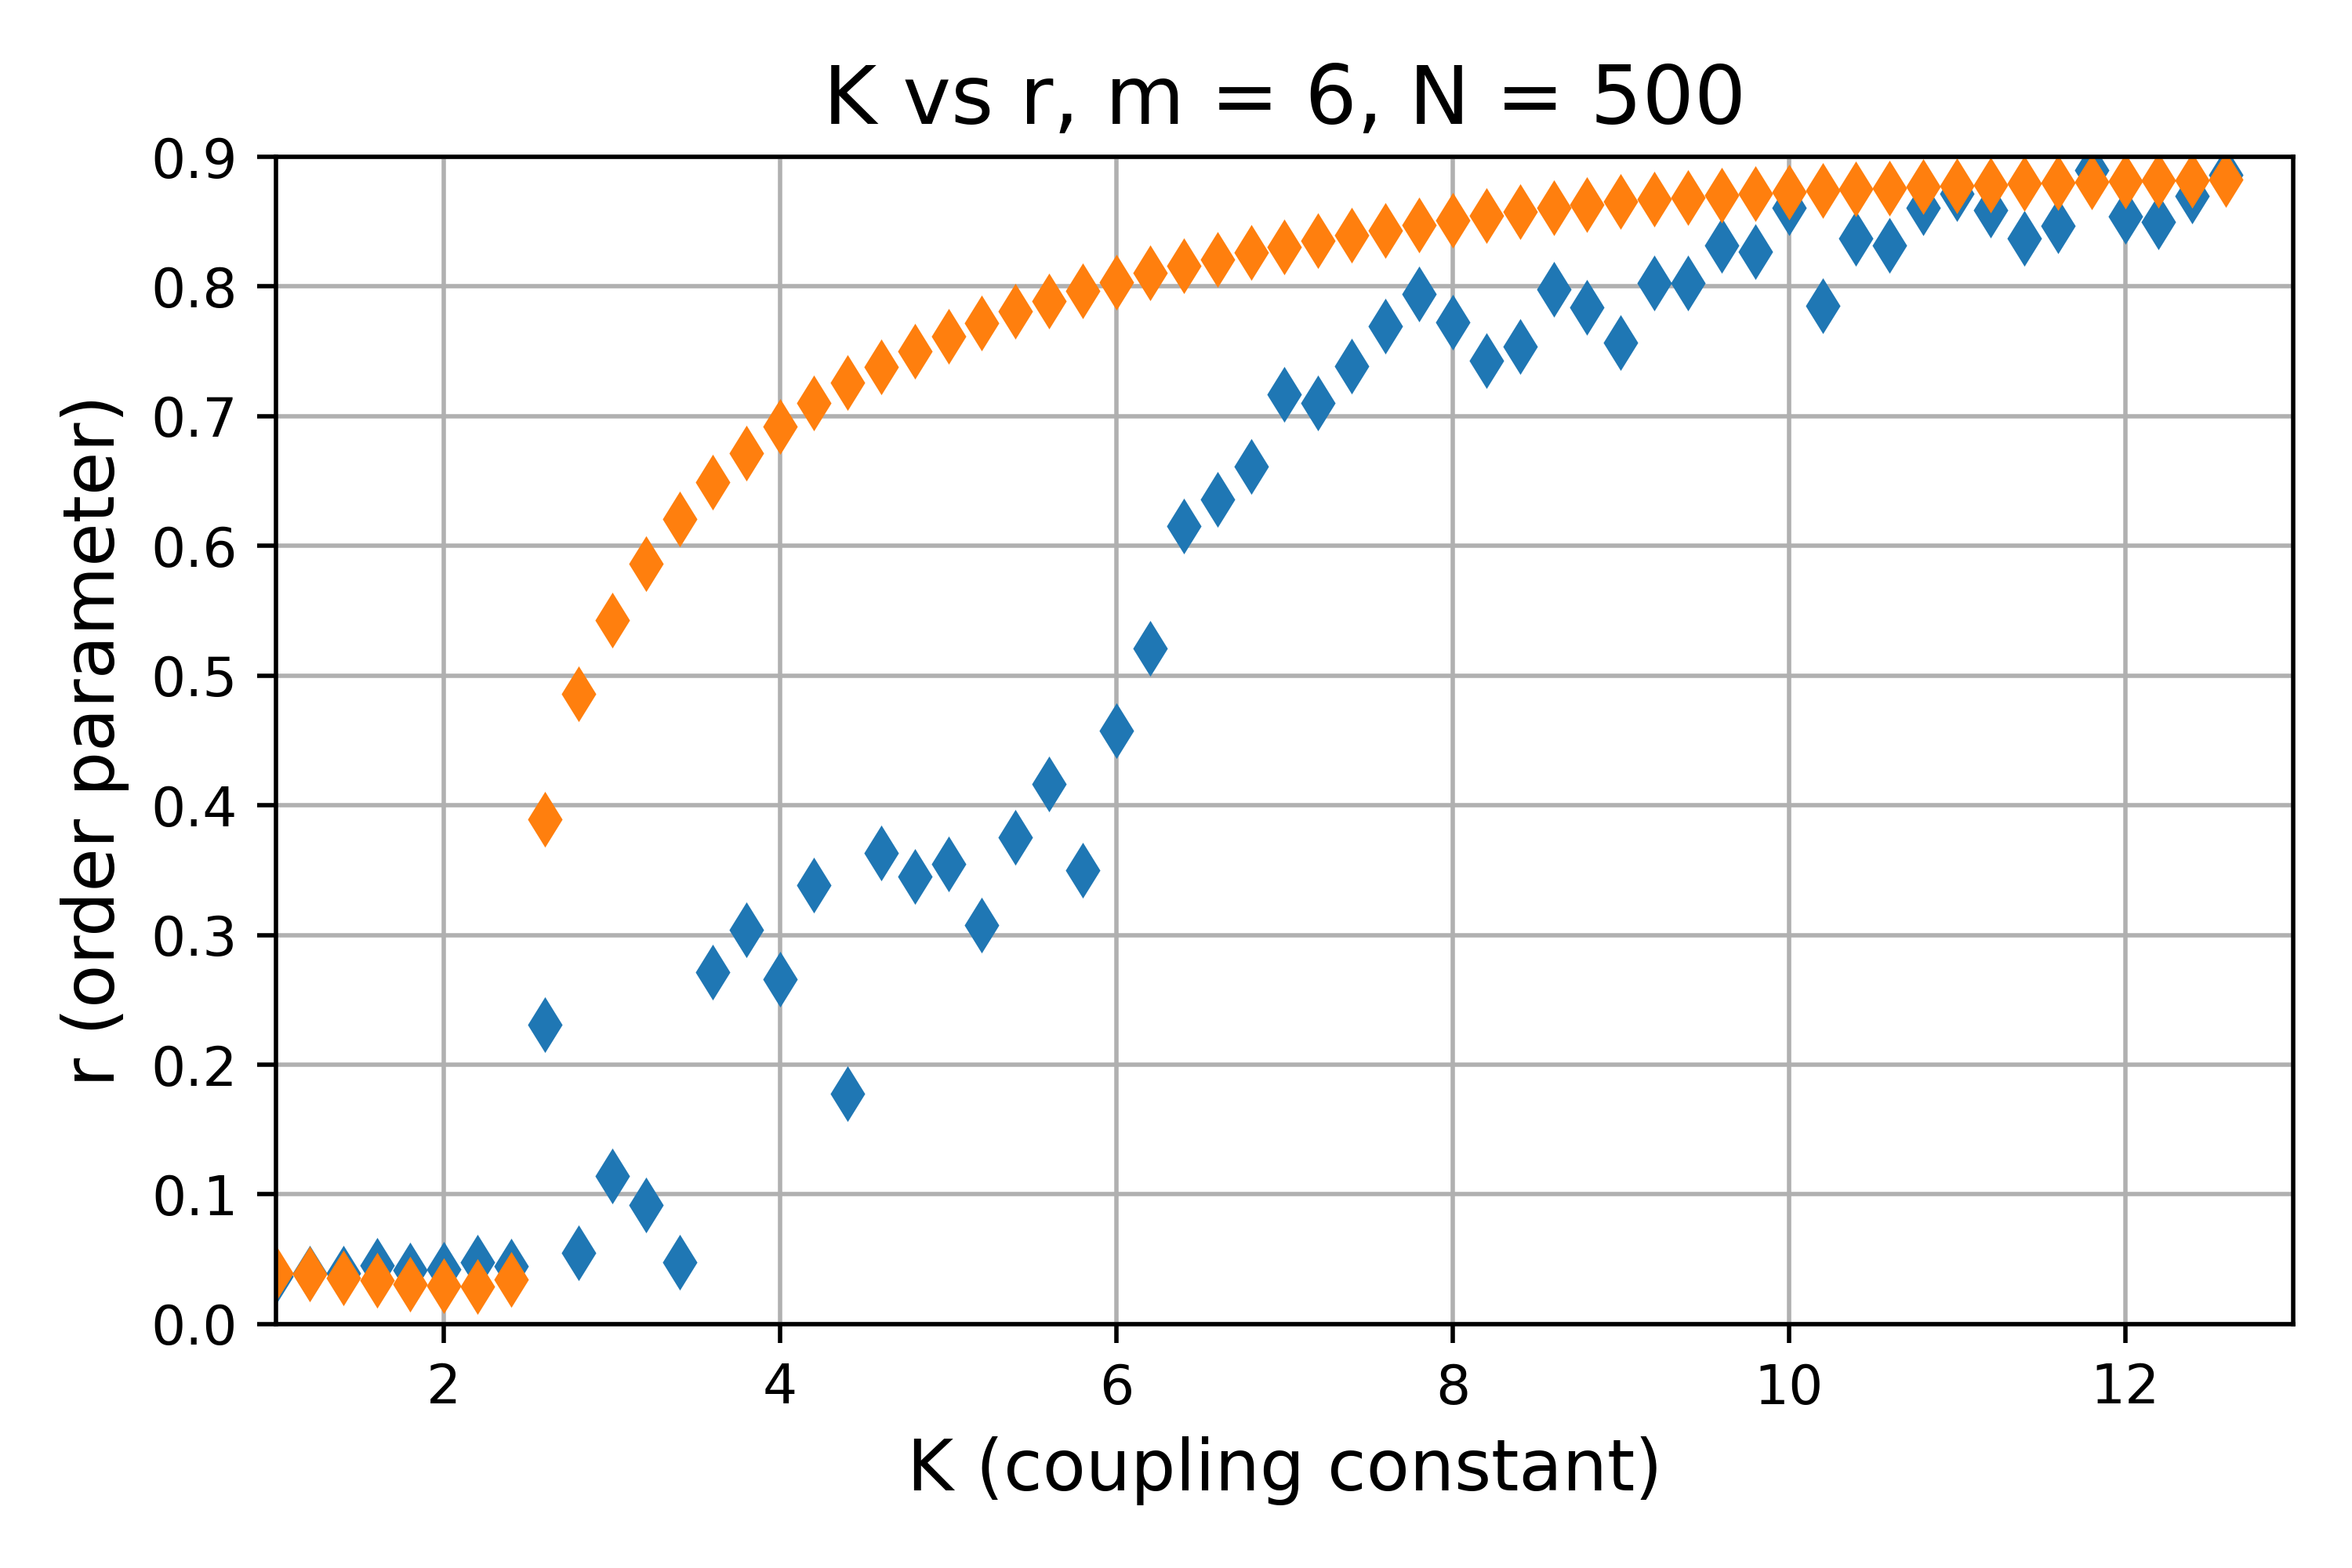 K vs r, m = 6, N = 500
r (order parameter)
0.9
0.8
0.7
0.6
0.5
0.4
0.3
0.2
0.1
0.0
2 4 6 8 10 12
K (coupling constant)